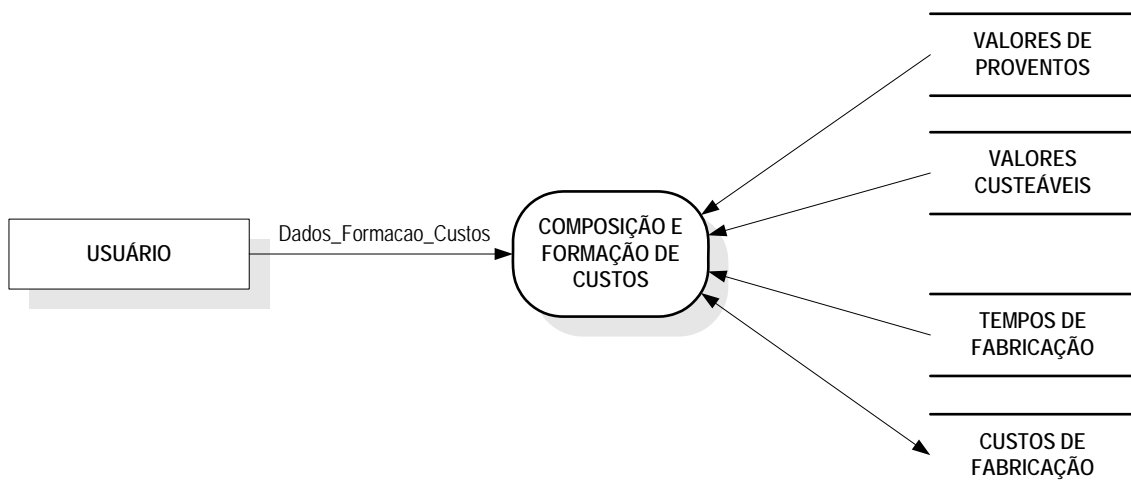 USUÁRIO
Dados_Formacao_Custos
COMPOSIÇÃO E
FORMAÇÃO DE
CUSTOS
VALORES DE
PROVENTOS
VALORES
CUSTEÁVEIS
TEMPOS DE
FABRICAÇÃO
CUSTOS DE
FABRICAÇÃO